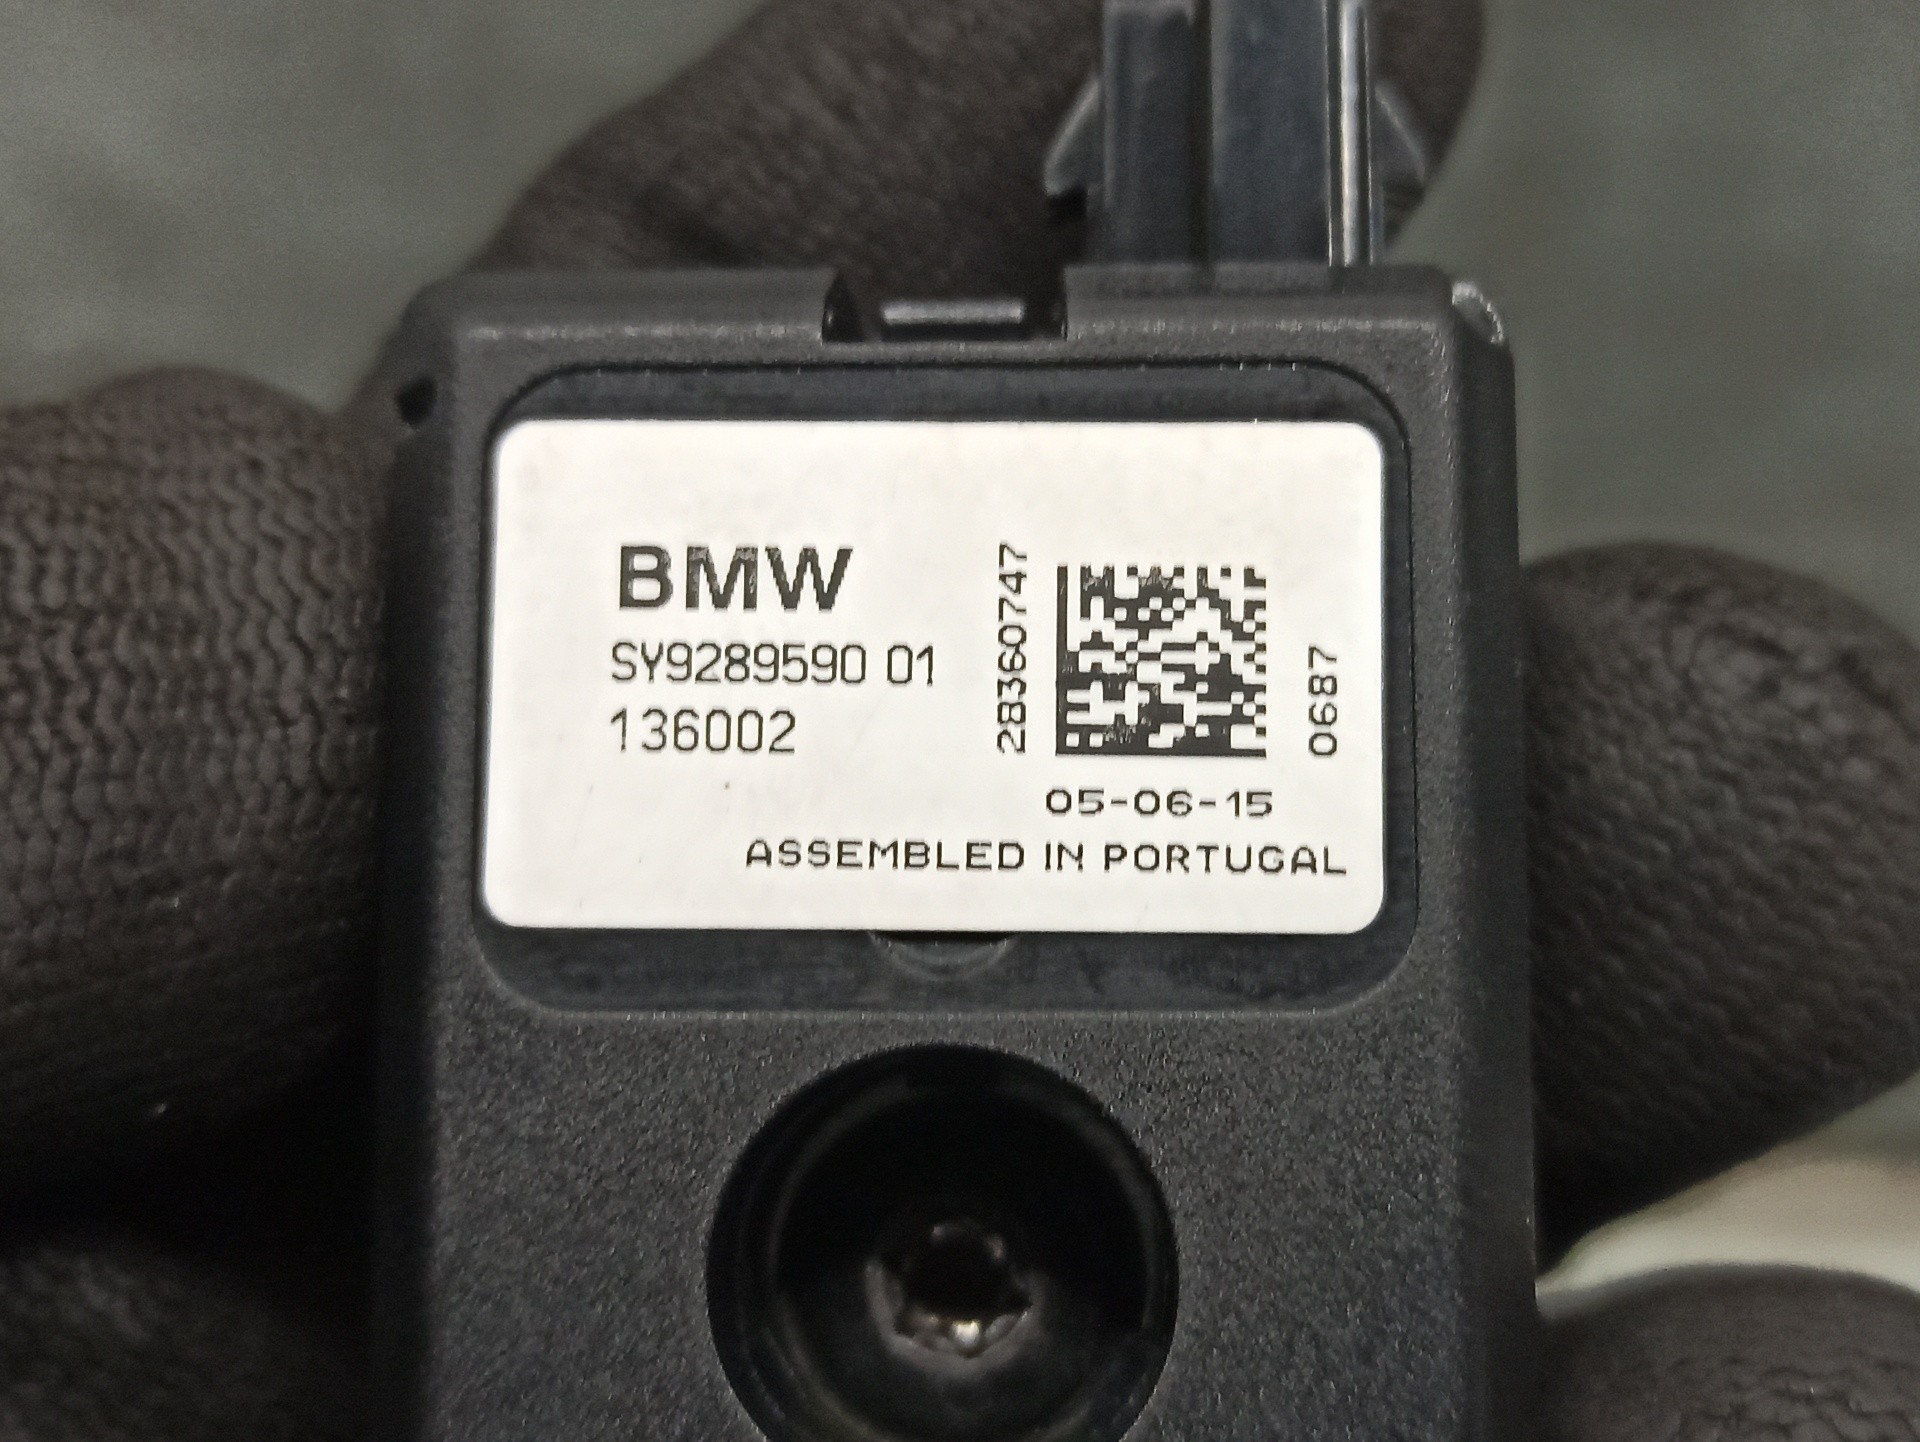 BMW
SY9289590 01
136002
28360747
0687
05-06-15
ASSEMBLED IN PORTUGAL